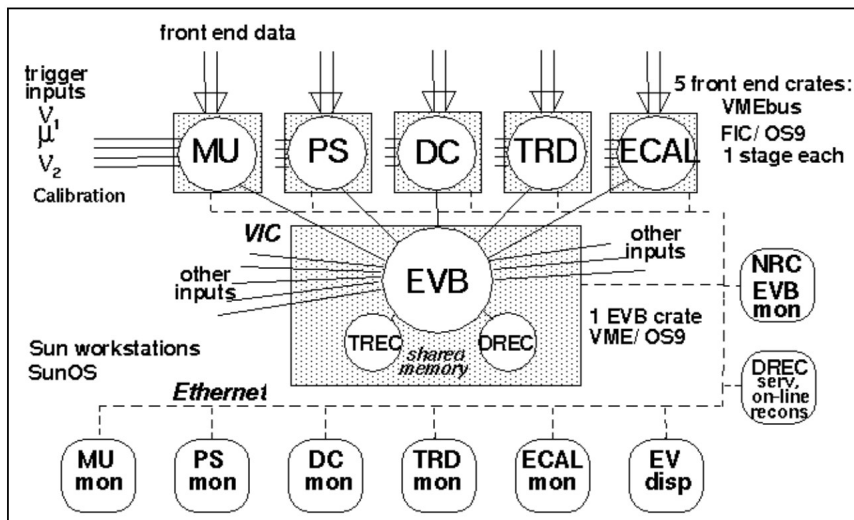 front end data
trigger
inputs
V1
μ
V2
Calibration
5 front end crates:
VMEbus
FIC/ OS9
1 stage each
MU
PS
DC
TRD
ECAL
VIC
other
inputs
other
inputs
EVB
TREC
DREC
shared
memory
1 EVB crate
VME/ OS9
NRC
EVB
mon
Sun workstations
SunOS
Ethernet
DREC
serv,
on-line
recons
MU
mon
PS
mon
DC
mon
TRD
mon
ECAL
mon
EV
disp